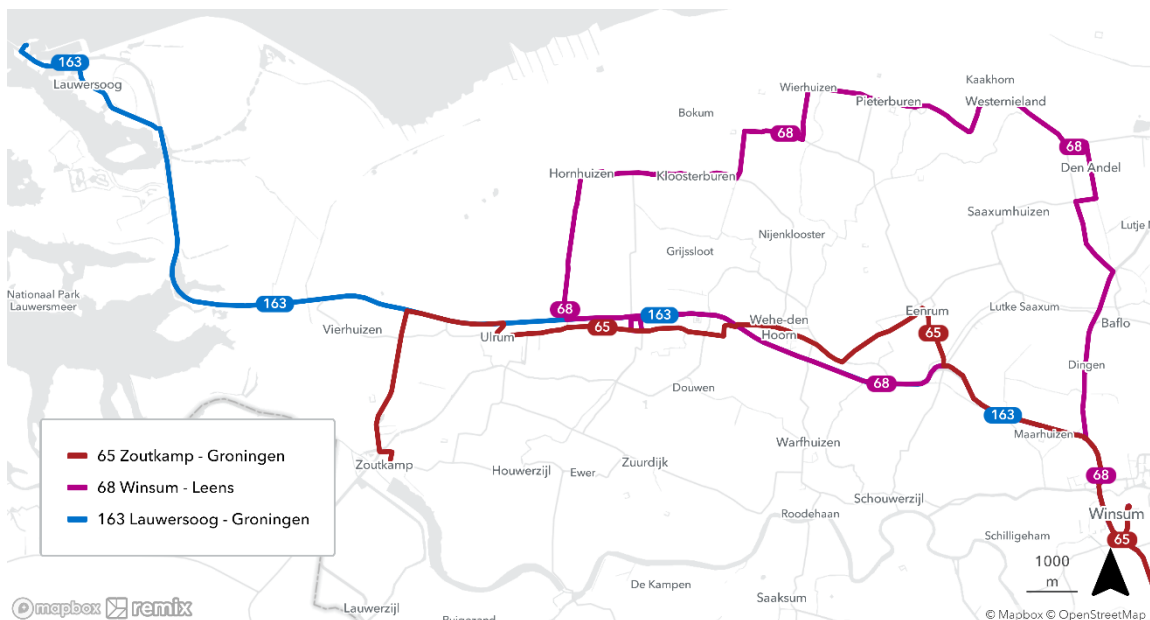 163
Lauwersoog
Kaakhorn
Wierhuizen
Pieterburen
Westernieland
Bokum
68
68
Den Andel
Hornhuizen
Kloosterburen
Saaxumhuizen
Nijenklooster
Grijssloot
Nationaal Park
Lauwersmeer
163
68
163
Eenrum
Lutke Saaxum
Vierhuizen
Ulrum
65
Wehe-den
Hoorn
65
Baflo
Dingen
Douwen
68
163
Maarhuizen
Warfhuizen
65 Zoutkamp - Groningen
68 Winsum - Leens
163 Lauwersoog - Groningen
Zoutkamp
Houwerzijl
Ewer
Zuurdijk
68
Schouwerzijl
Roodehaan
Winsum
Schilligeham
65
1000
m
De Kampen
Saaksum
Lauwerzijl
mapbox remix
© Mapbox © OpenStreetMap